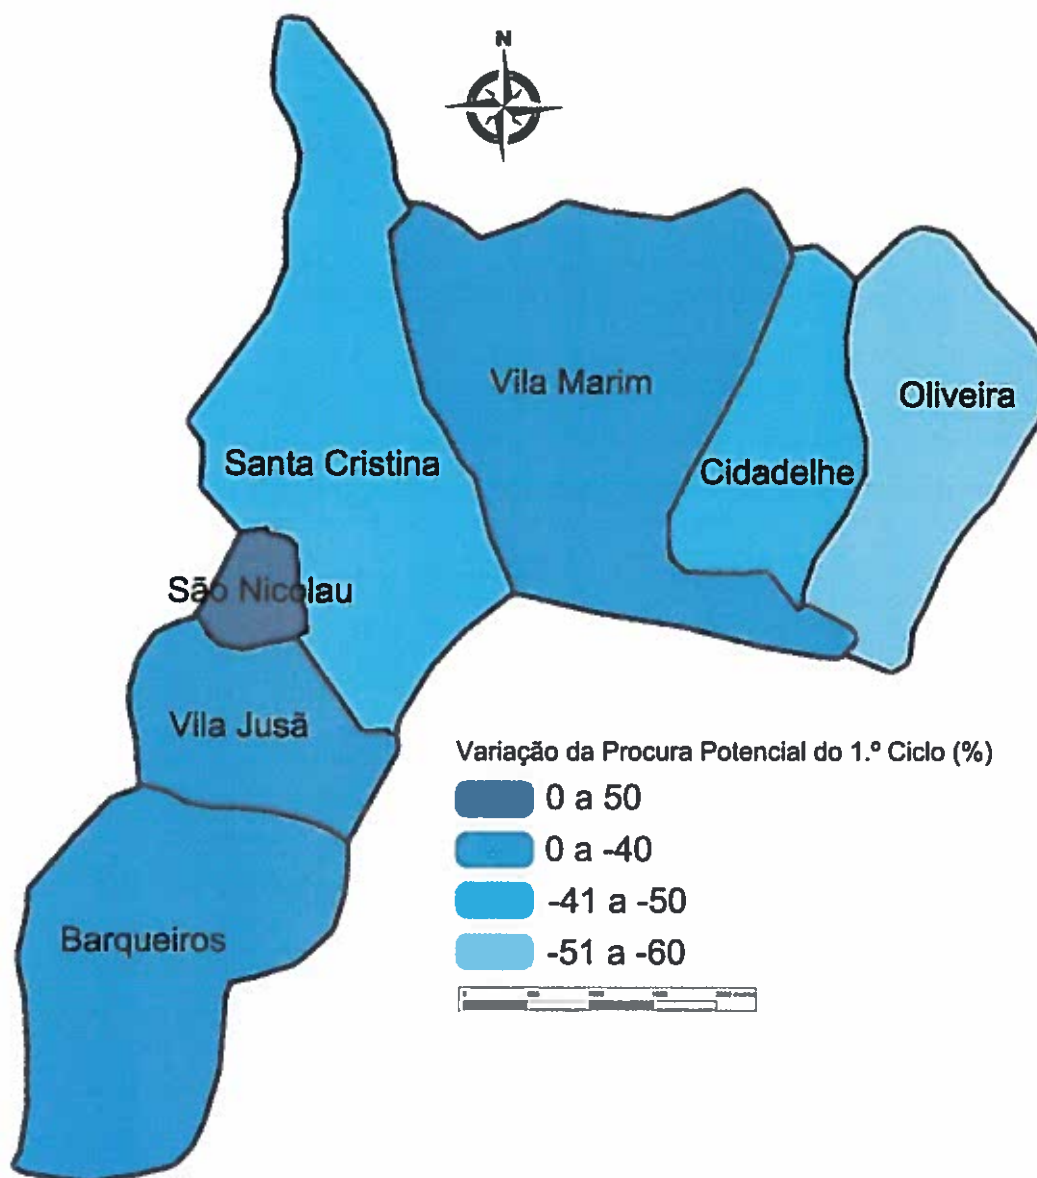 N
Vila Marim
Oliveira
Santa Cristina
Cidadelhe
São Nicolau
Vila Jusã
Variação da Procura Potencial do 1.º Ciclo (%)
0 a 50
0 a -40
-41 a -50
-51 a -60
Barqueiros